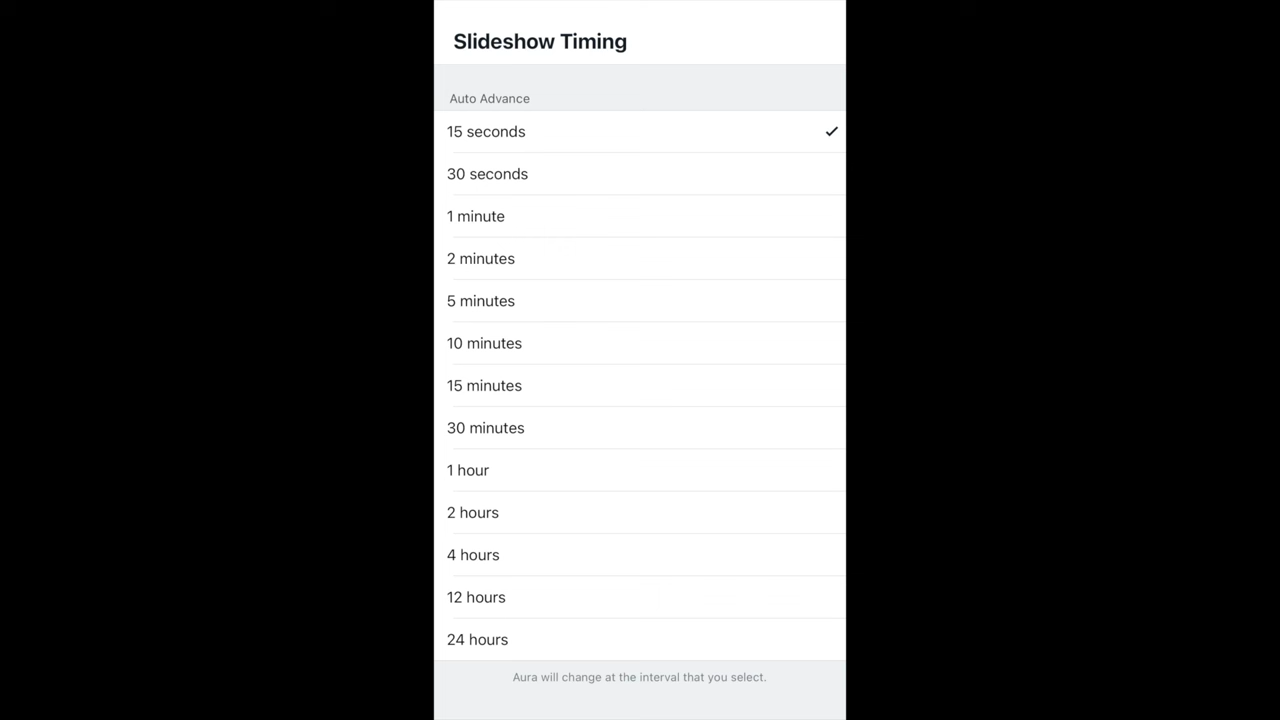 Slideshow Timing
Auto Advance
15 seconds
30 seconds
1 minute
2 minutes
5 minutes
10 minutes
15 minutes
30 minutes
1 hour
2 hours
4 hours
12 hours
24 hours
Aura will change at the interval that you select.